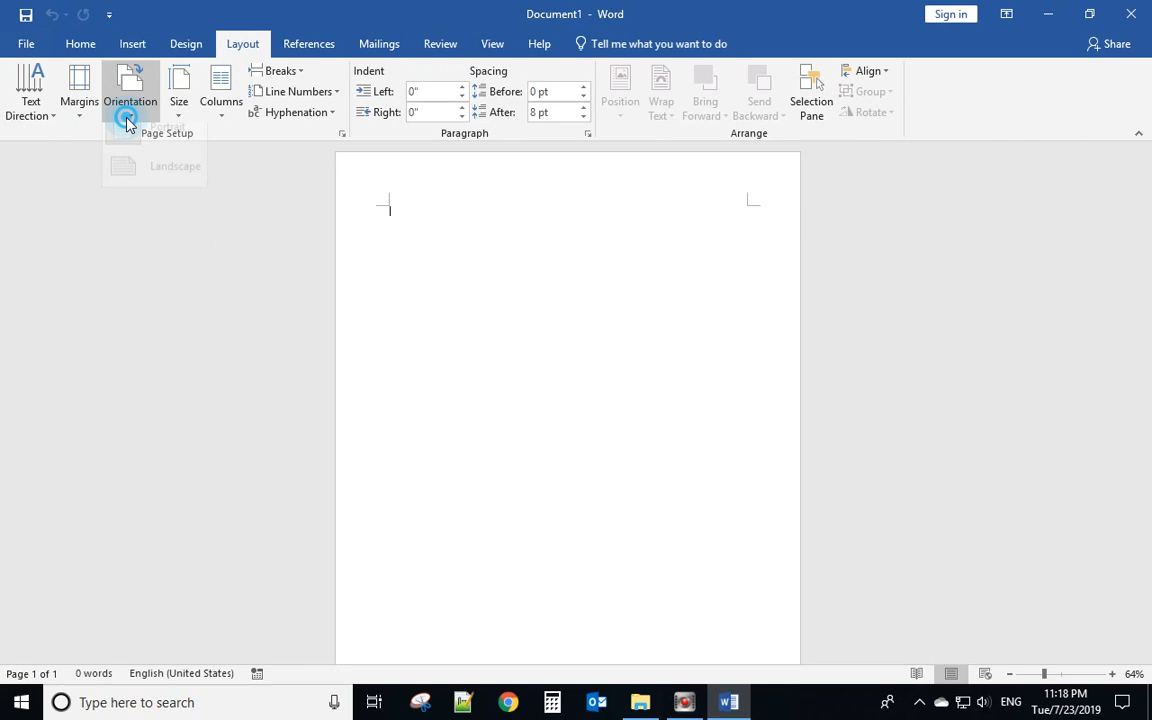 Document1 - Word
Sign in
File Home Insert Design Layout References Mailings Review View Help Tell me what you want to do Share
Text Direction
Margins
Orientation
Size
Columns
Breaks
Line Numbers
Hyphenation
Page Setup
Portrait
Landscape
Indent
Left: 0"
Right: 0"
Spacing
Before: 0 pt
After: 8 pt
Paragraph
Position
Wrap Text
Bring Forward
Send Backward
Selection Pane
Align
Group
Rotate
Arrange
Page 1 of 1 0 words English (United States) 64%
Type here to search
ENG
11:18 PM
Tue/7/23/2019